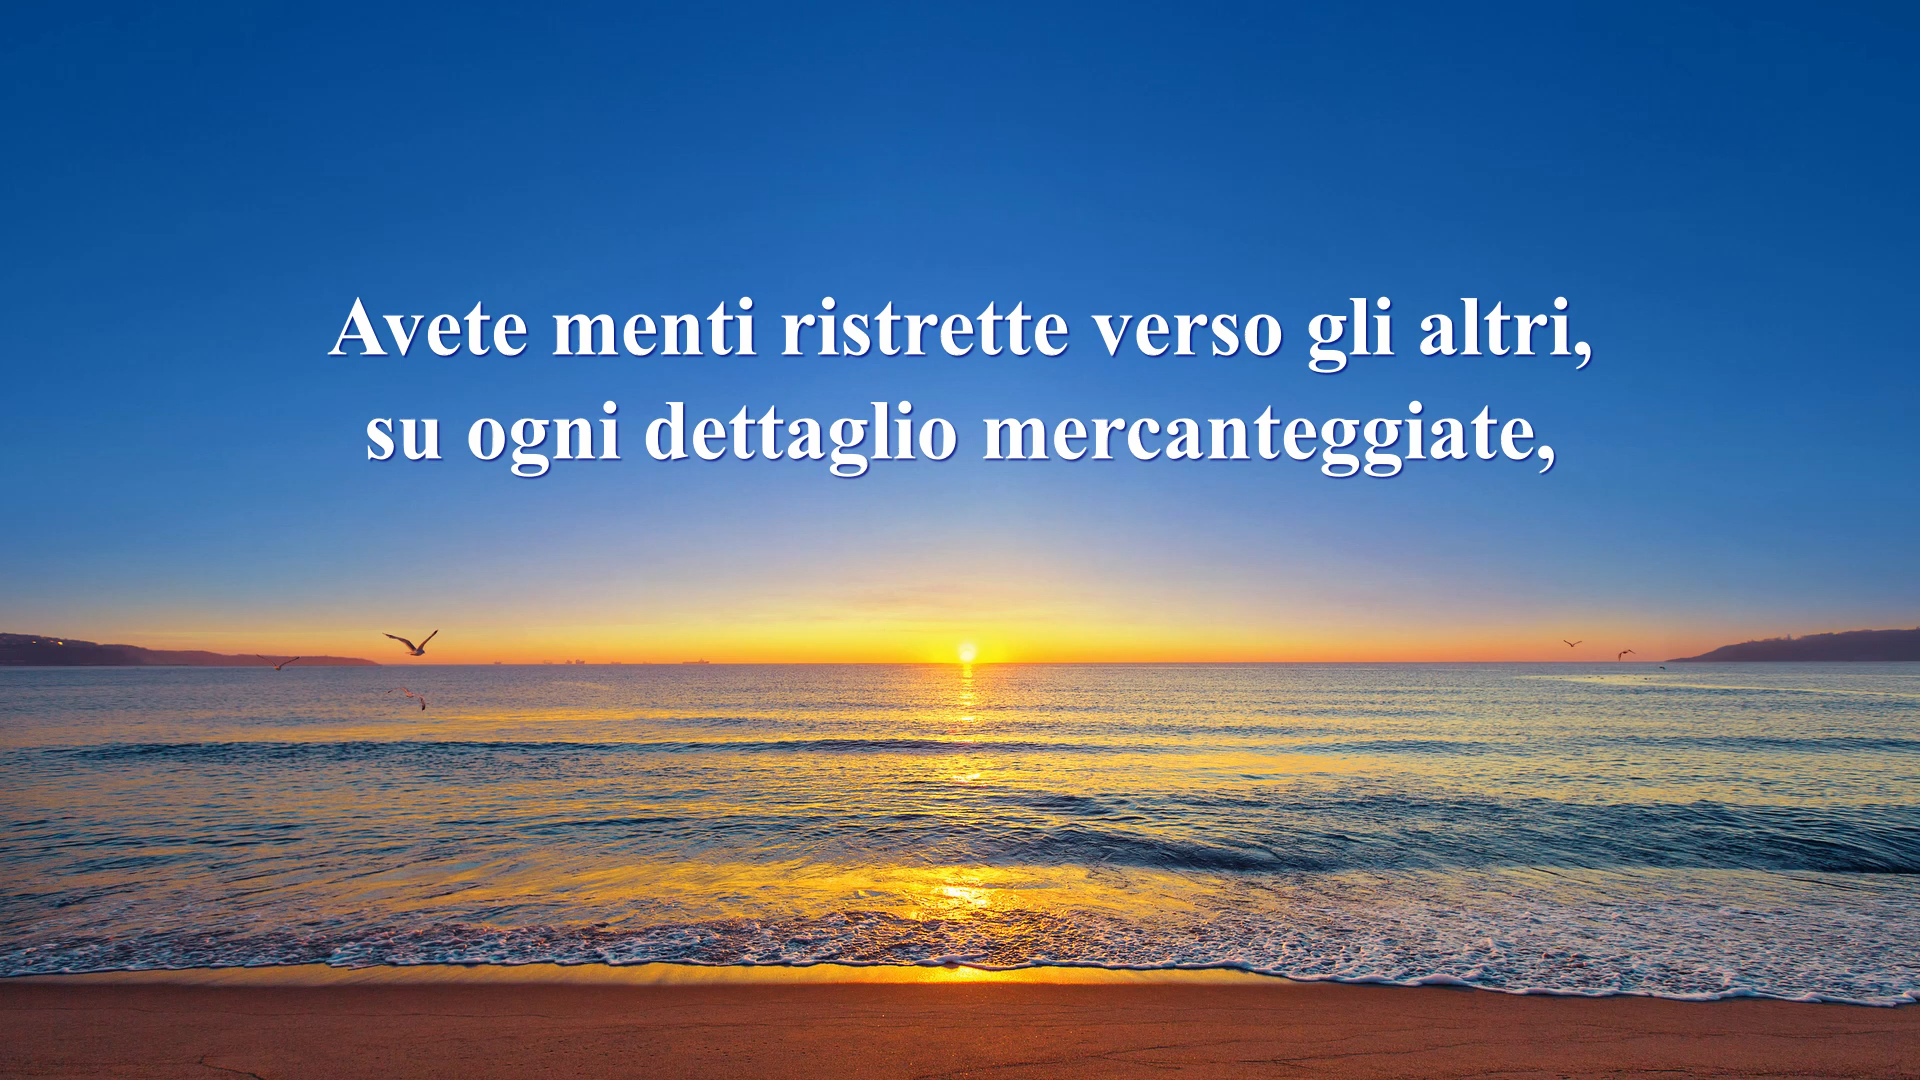 Avete menti ristrette verso gli altri,
su ogni dettaglio mercanteggiate,